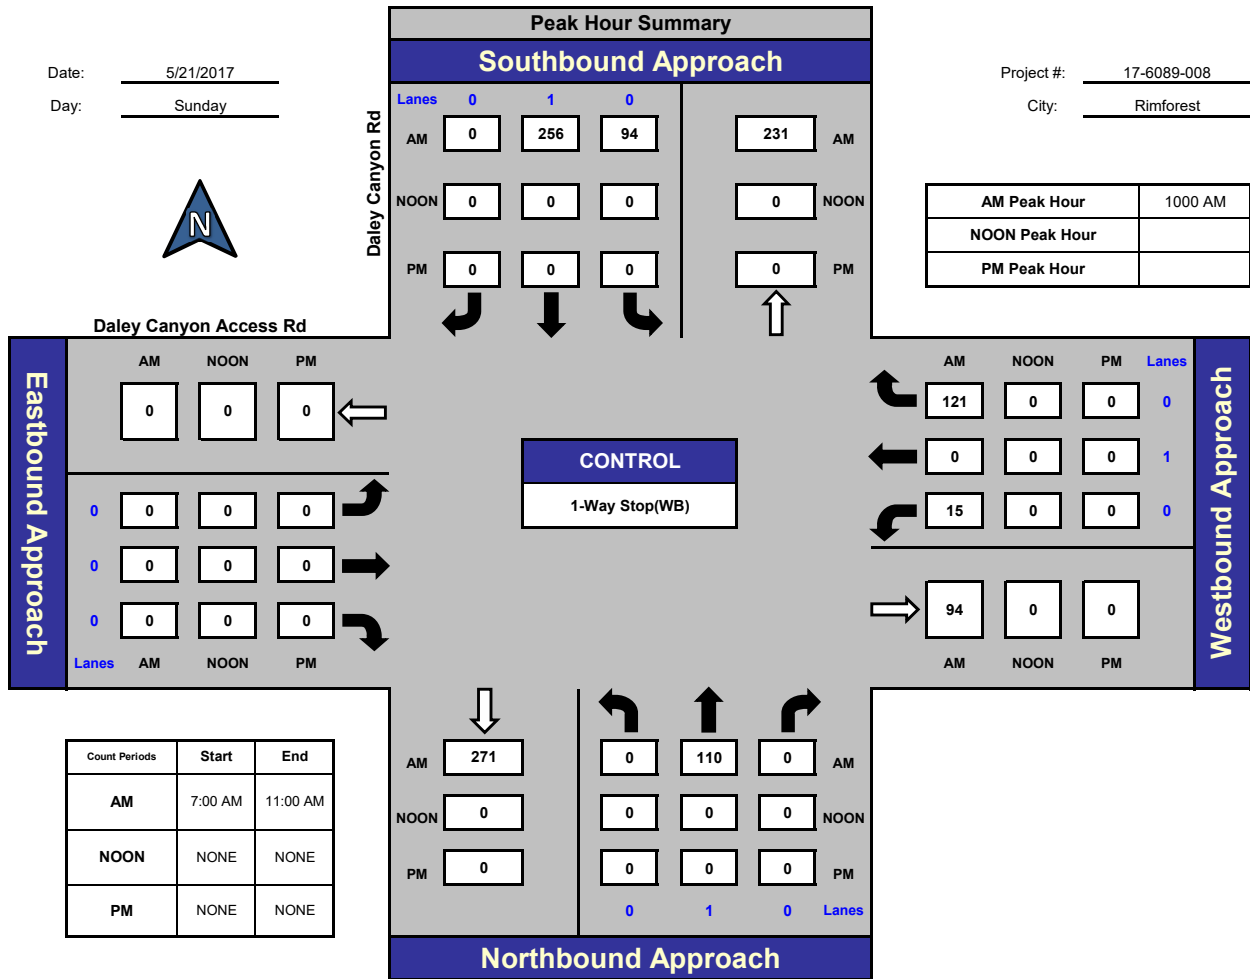 Peak Hour Summary
Southbound Approach
Date: 5/21/2017
Day: Sunday
Project #: 17-6089-008
City: Rimforest
N
Daley Canyon Rd
Lanes 0 1 0
AM 0 256 94 231 AM
NOON 0 0 0 0 NOON
PM 0 0 0 0 PM
AM Peak Hour 1000 AM
NOON Peak Hour
PM Peak Hour
Daley Canyon Access Rd
Eastbound Approach
AM NOON PM
0 0 0
0 0 0 0
0 0 0 0
0 0 0 0
Lanes AM NOON PM
CONTROL
1-Way Stop(WB)
AM NOON PM Lanes
121 0 0 0
0 0 0 1
15 0 0 0
94 0 0
AM NOON PM
Westbound Approach
Count Periods Start End
AM 7:00 AM 11:00 AM
NOON NONE NONE
PM NONE NONE
AM 271 0 110 0 AM
NOON 0 0 0 0 NOON
PM 0 0 0 0 PM
0 1 0 Lanes
Northbound Approach